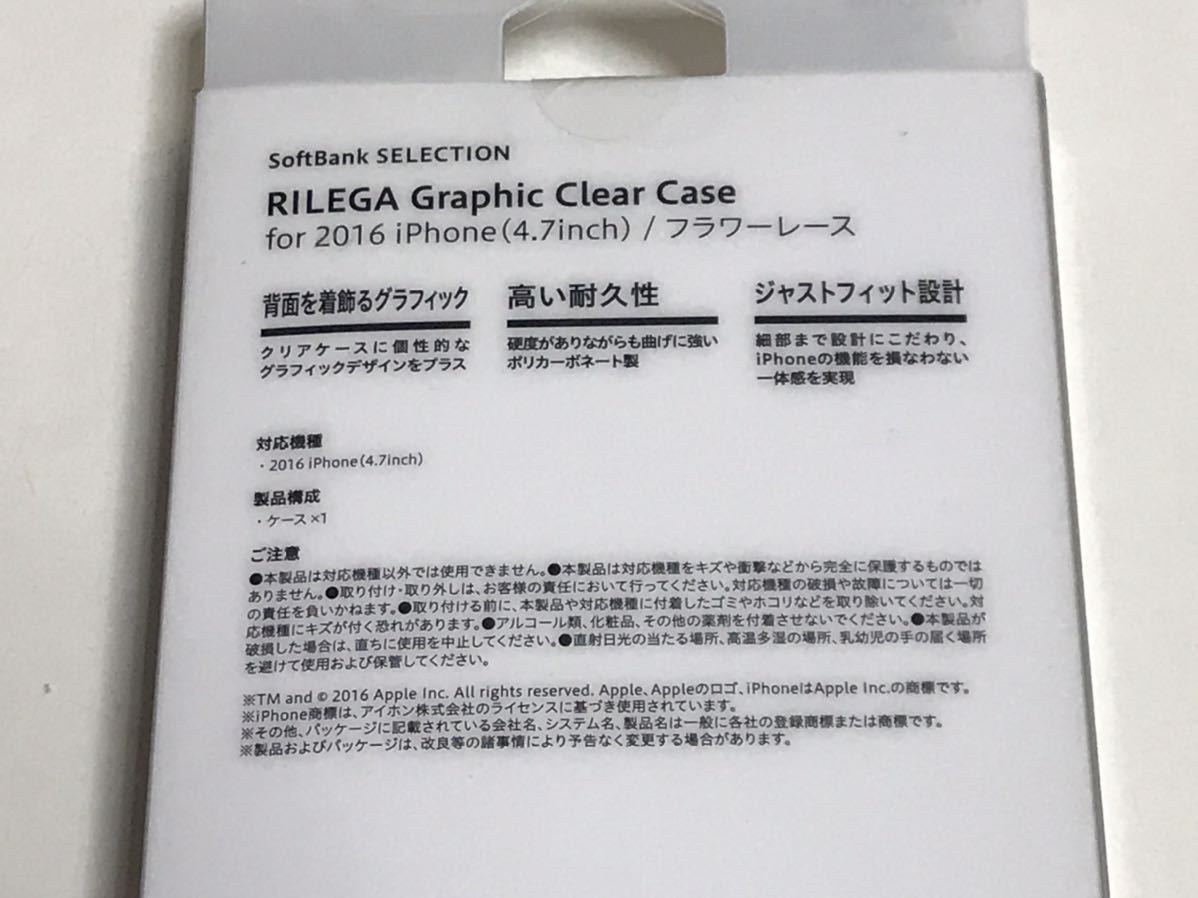 SoftBank SELECTION
RILEGA Graphic Clear Case
for 2016 iPhone(4.7inch) / フラワーレース
背面を着飾るグラフィック
クリアケースに個性的な
グラフィックデザインをプラス
高い耐久性
硬度がありながらも曲げに強い
ポリカーボネート製
ジャストフィット設計
細部まで設計にこだわり、
iPhoneの機能を損なわない
一体感を実現
対応機種
・2016 iPhone(4.7inch)
製品構成
・ケース×1
ご注意
●本製品は対応機種以外では使用できません。●本製品は対応機種をキズや衝撃などから完全に保護するものでは
ありません。●取り付け・取り外しは、お客様の責任において行ってください。対応機種の破損や故障については一切
の責任を負いかねます。●取り付ける前に、本製品や対応機種に付着したゴミやホコリなどを取り除いてください。対
応機種にキズが付く恐れがあります。●アルコール類、化粧品、その他の薬剤を付着させないでください。●本製品が
破損した場合は、直ちに使用を中止してください。●直射日光の当たる場所、高温多湿の場所、乳幼児の手の届く場所
を避けて使用および保管してください。
※TM and © 2016 Apple Inc. All rights reserved. Apple、Appleのロゴ、iPhoneはApple Inc.の商標です。
※iPhone商標は、アイホン株式会社のライセンスに基づき使用されています。
※その他、パッケージに記載されている会社名、システム名、製品名は一般に各社の登録商標または商標です。
※製品およびパッケージは、改良等の諸事情により予告なく変更する場合があります。